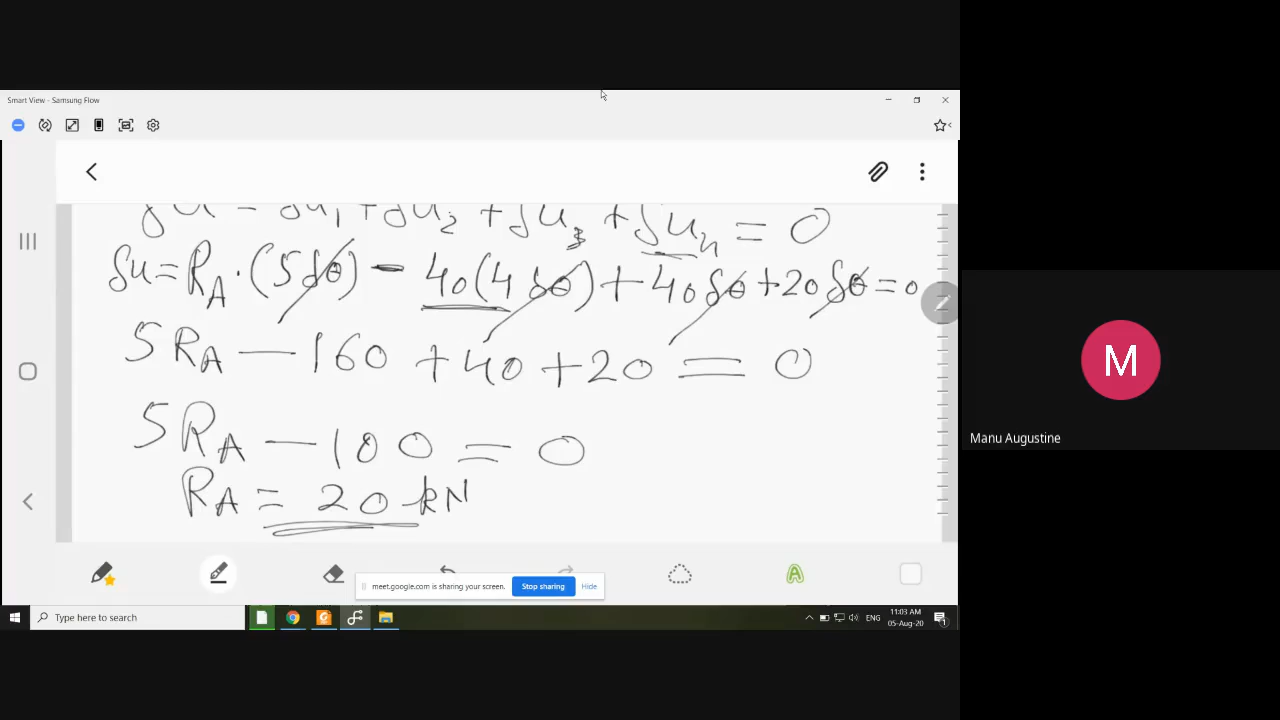 Smart View - Samsung Flow
δu = δu₁ + δu₂ + δu₃ + δu₄ = 0
δu = R_A · (5δθ) - 40(4δθ) + 40δθ + 20δθ = 0
5R_A - 160 + 40 + 20 = 0
5R_A - 100 = 0
R_A = 20 kN
M
Manu Augustine
A
meet.google.com is sharing your screen.
Stop sharing
Hide
Type here to search
ENG
11:03 AM
05-Aug-20
1